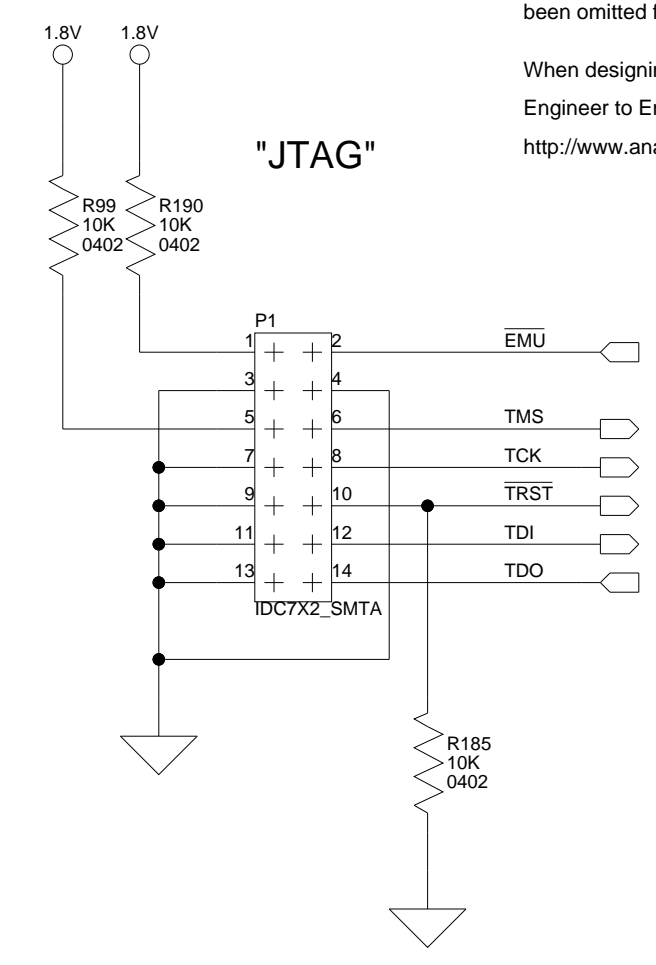 been omitted f
When designi
Engineer to E
http://www.ana
1.8V 1.8V
"JTAG"
R99
10K
0402
R190
10K
0402
P1
1 2 EMU
3 4
5 6 TMS
7 8 TCK
9 10 TRST
11 12 TDI
13 14 TDO
IDC7X2_SMTA
R185
10K
0402